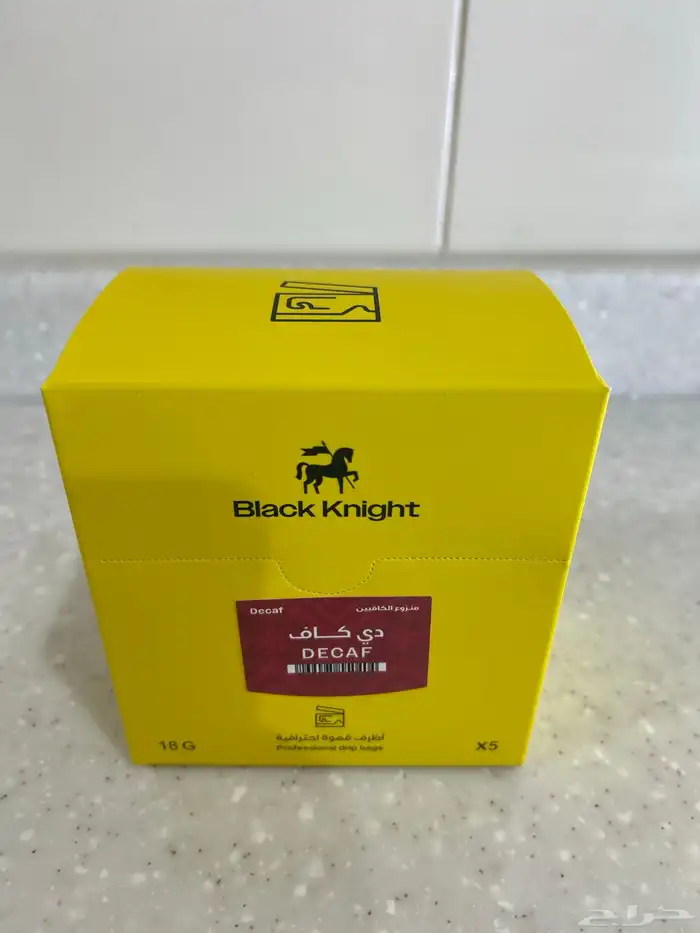 Black Knight
Decaf منزوع الكافيين
دي كاف
DECAF
أظرف قهوة احترافية
Professional drip bags
18 G X5
حراج